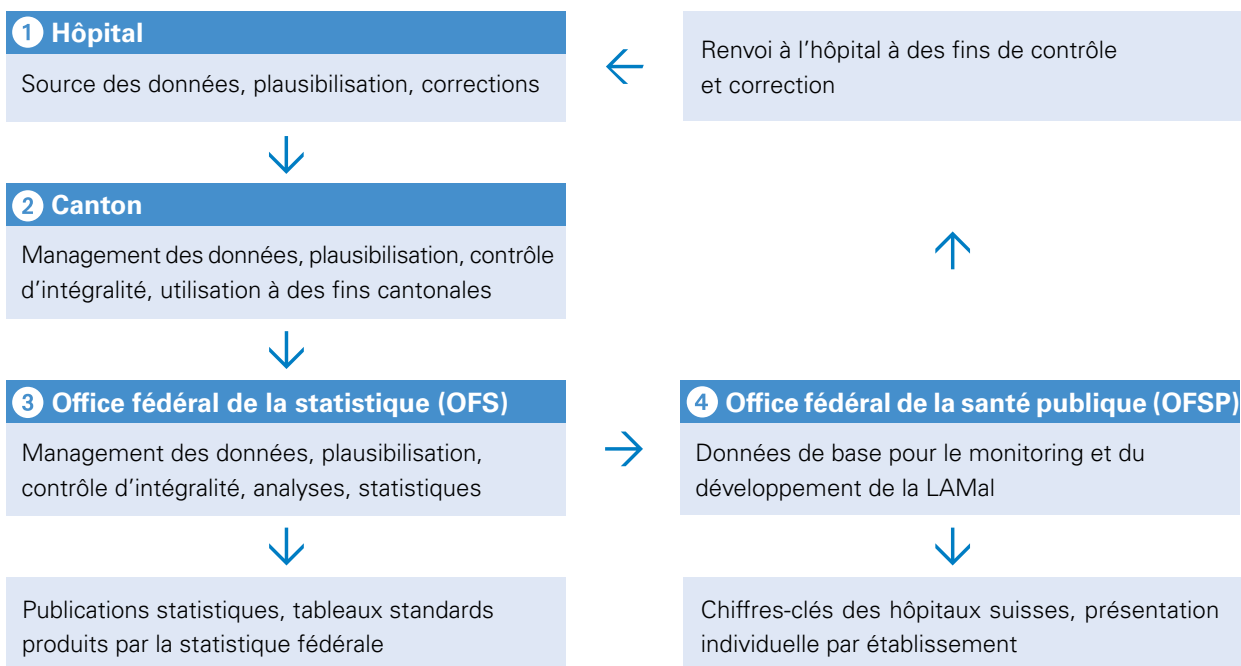 1 Hôpital
Source des données, plausibilisation, corrections
Renvoi à l’hôpital à des fins de contrôle
et correction
2 Canton
Management des données, plausibilisation, contrôle
d’intégralité, utilisation à des fins cantonales
3 Office fédéral de la statistique (OFS)
Management des données, plausibilisation,
contrôle d’intégralité, analyses, statistiques
4 Office fédéral de la santé publique (OFSP)
Données de base pour le monitoring et du
développement de la LAMal
Publications statistiques, tableaux standards
produits par la statistique fédérale
Chiffres-clés des hôpitaux suisses, présentation
individuelle par établissement